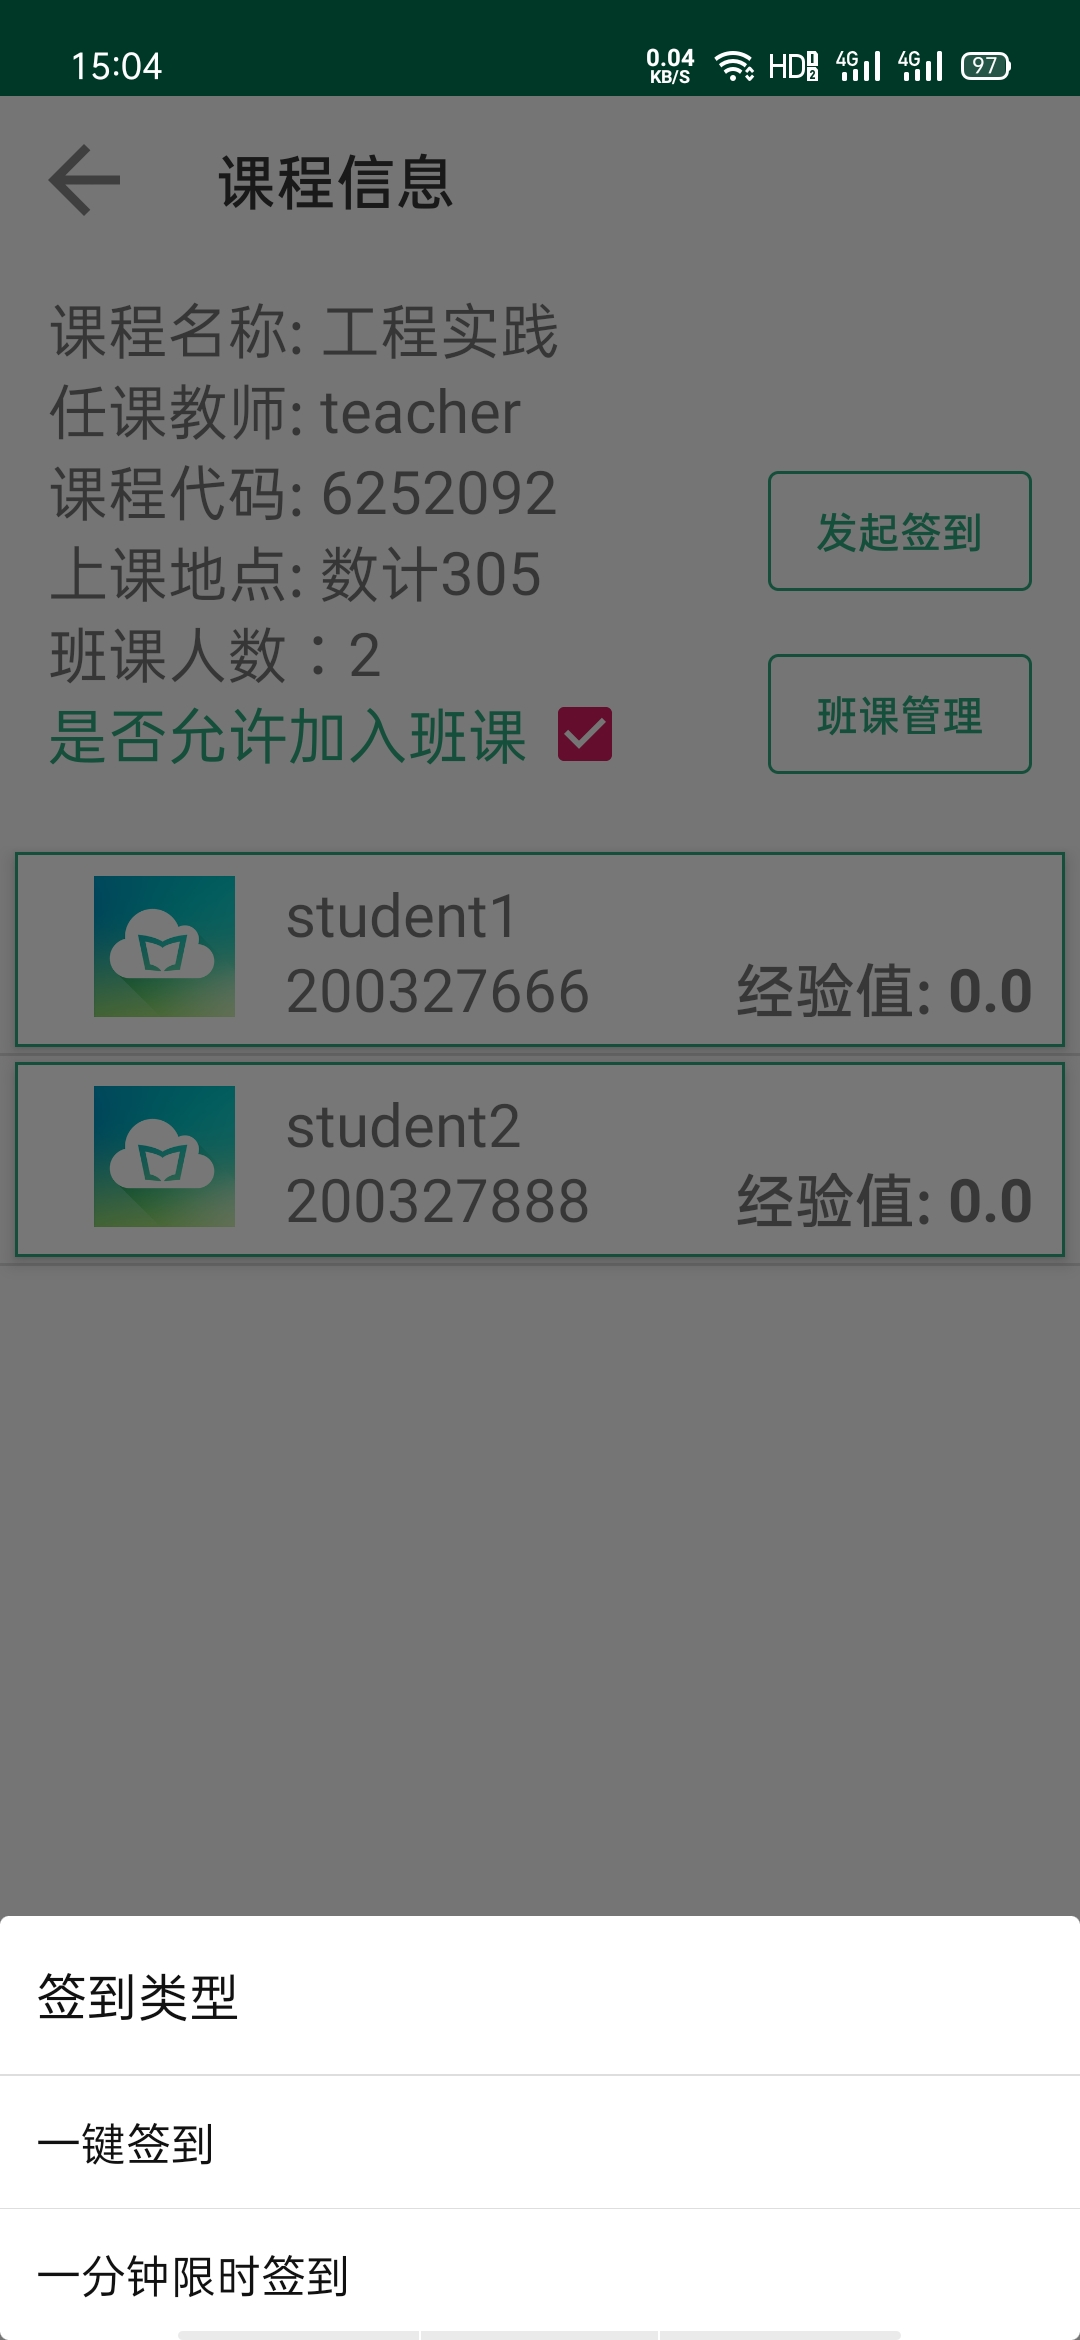 15:04
0.04
KB/S
HD 1 2
4G
4G
97
课程信息
课程名称: 工程实践
任课教师: teacher
课程代码: 6252092
发起签到
上课地点: 数计305
班课人数：2
班课管理
是否允许加入班课
student1
200327666
经验值: 0.0
student2
200327888
经验值: 0.0
签到类型
一键签到
一分钟限时签到